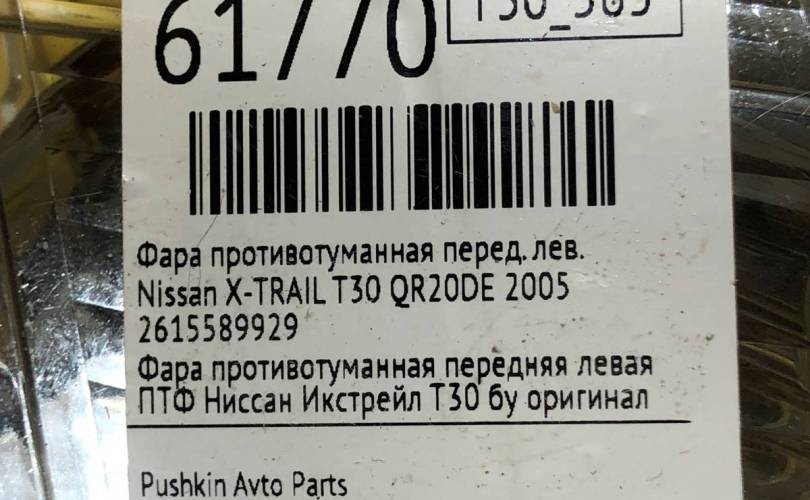 61770
T30_305
Фара противотуманная перед. лев.
Nissan X-TRAIL T30 QR20DE 2005
2615589929
Фара противотуманная передняя левая
ПТФ Ниссан Икстрейл Т30 бу оригинал
Pushkin Avto Parts